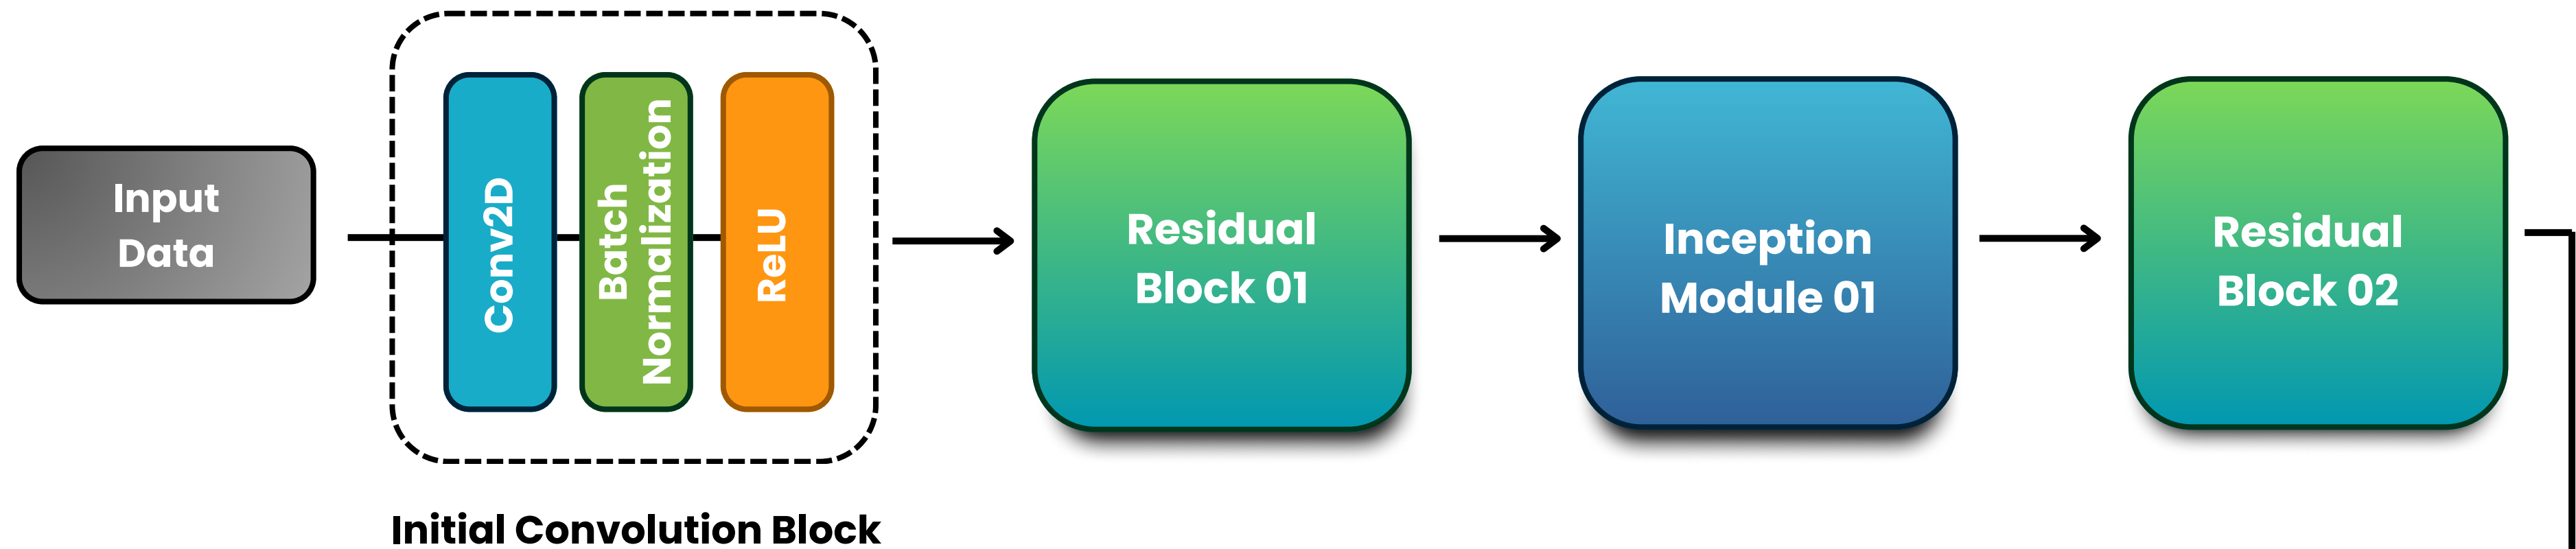 Input
Data
Conv2D
Batch
Normalization
ReLU
Initial Convolution Block
Residual
Block 01
Inception
Module 01
Residual
Block 02